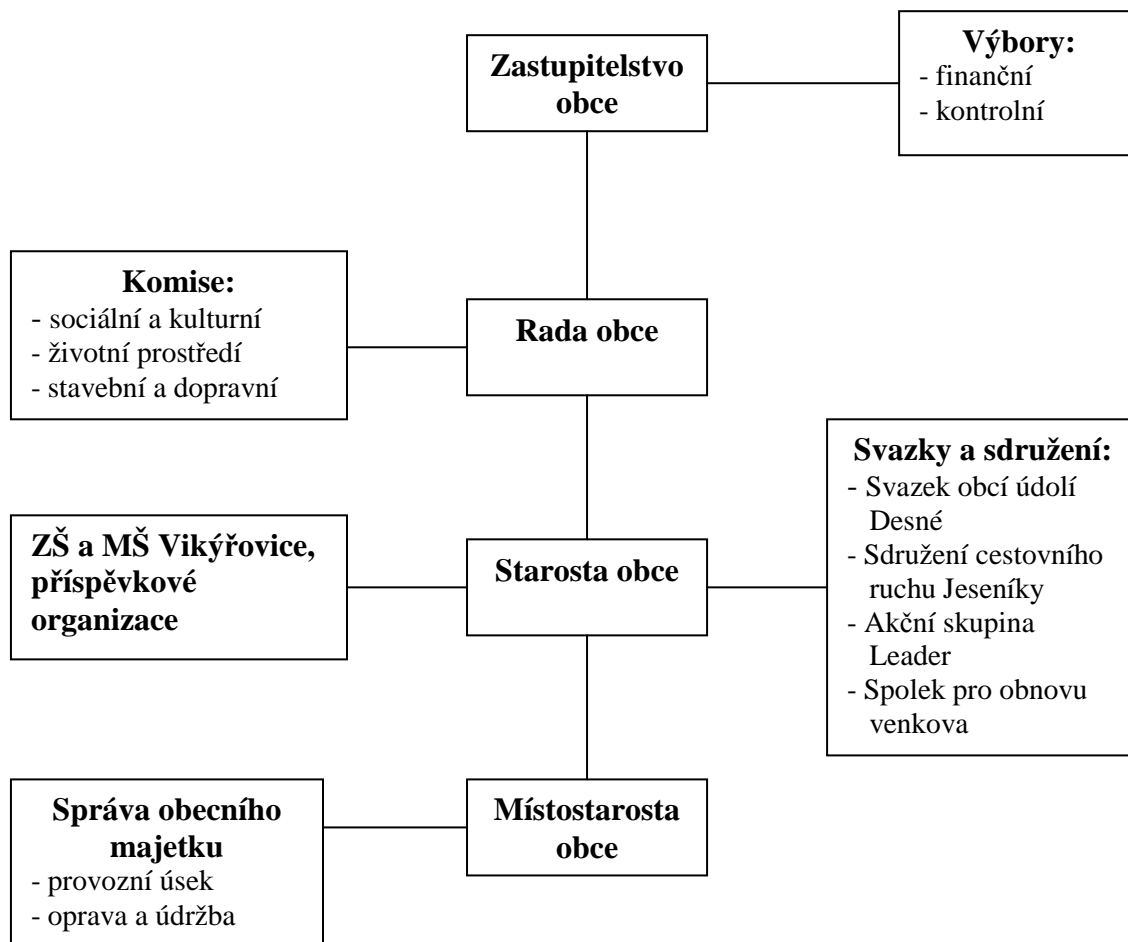 Zastupitelstvo
obce
Výbory:
- finanční
- kontrolní
Komise:
- sociální a kulturní
- životní prostředí
- stavební a dopravní
Rada obce
Svazky a sdružení:
- Svazek obcí údolí
Desné
- Sdružení cestovního
ruchu Jeseníky
- Akční skupina
Leader
- Spolek pro obnovu
venkova
ZŠ a MŠ Vikýřovice,
příspěvkové
organizace
Starosta obce
Správa obecního
majetku
- provozní úsek
- oprava a údržba
Místostarosta
obce